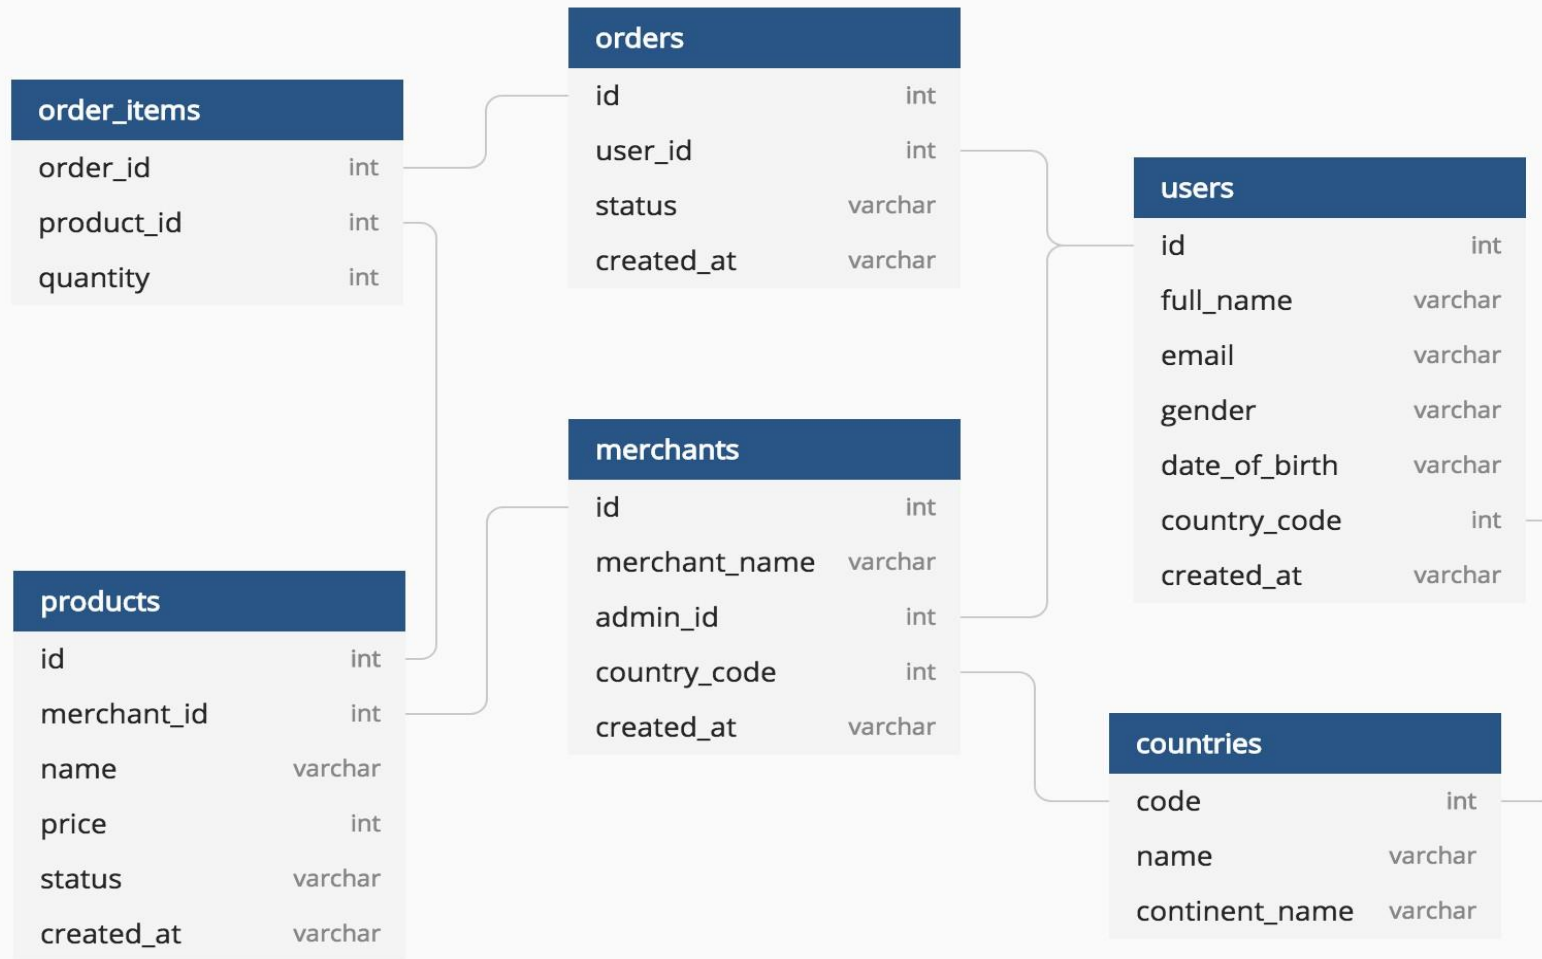 order_items
order_id int
product_id int
quantity int
orders
id int
user_id int
status varchar
created_at varchar
users
id int
full_name varchar
email varchar
gender varchar
date_of_birth varchar
country_code int
created_at varchar
merchants
id int
merchant_name varchar
admin_id int
country_code int
created_at varchar
products
id int
merchant_id int
name varchar
price int
status varchar
created_at varchar
countries
code int
name varchar
continent_name varchar